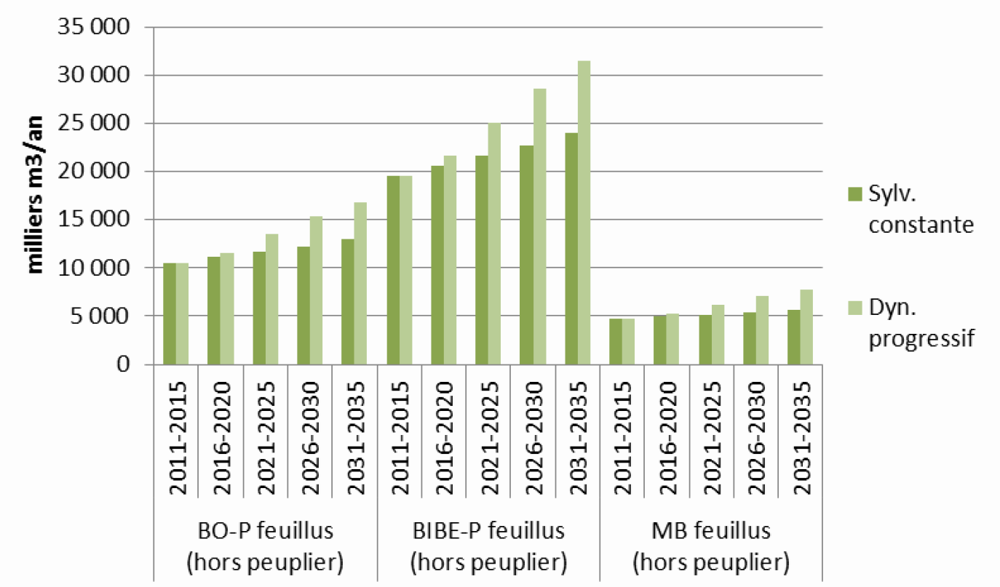 35 000
30 000
25 000
20 000
15 000
10 000
5 000
0
milliers m3/an
2011-2015
2016-2020
2021-2025
2026-2030
2031-2035
2011-2015
2016-2020
2021-2025
2026-2030
2031-2035
2011-2015
2016-2020
2021-2025
2026-2030
2031-2035
BO-P feuillus
(hors peuplier)
BIBE-P feuillus
(hors peuplier)
MB feuillus
(hors peuplier)
Sylv.
constante
Dyn.
progressif